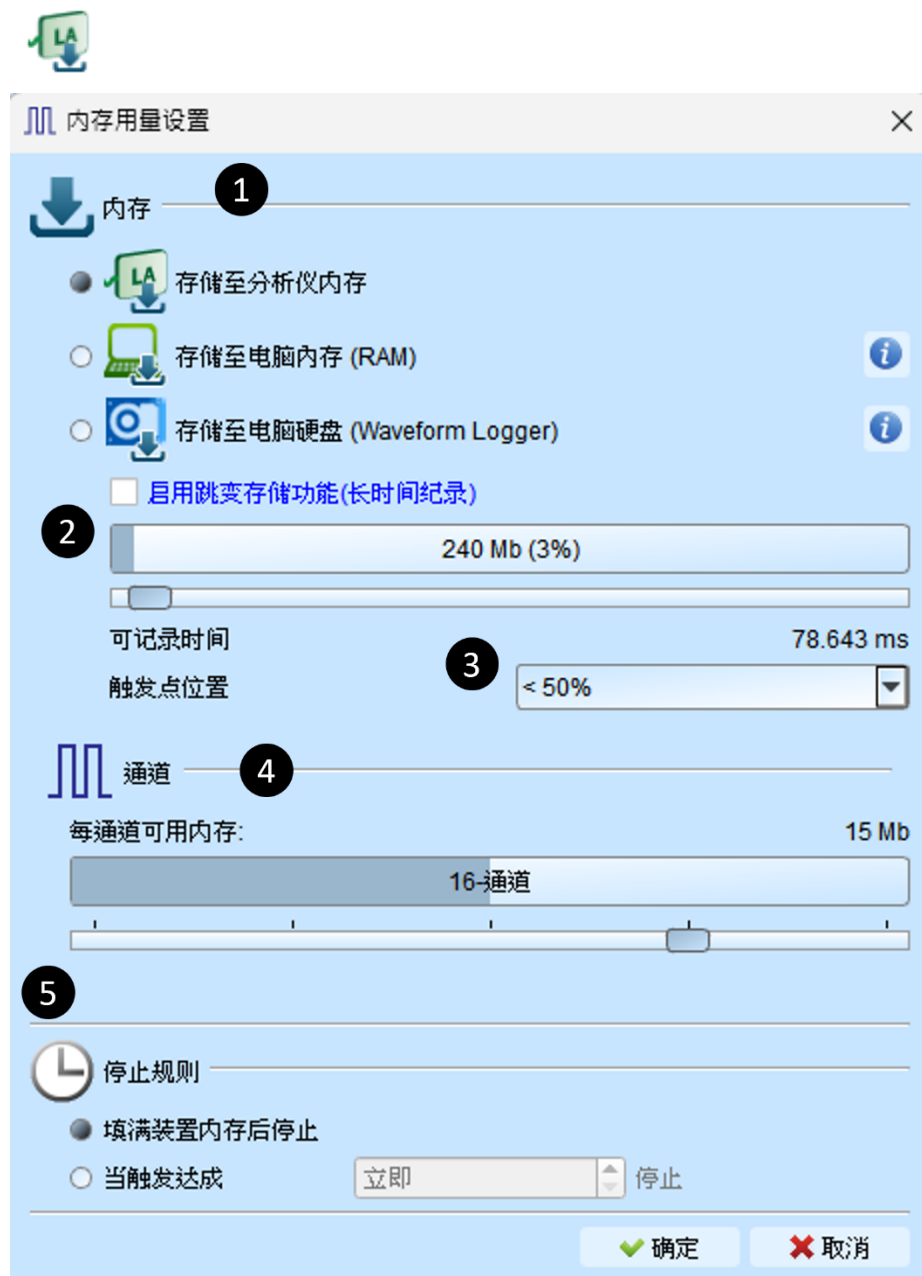 LA
内存用量设置
1
内存
LA
存储至分析仪内存
存储至电脑內存 (RAM)
i
存储至电脑硬盘 (Waveform Logger)
i
启用跳变存储功能(长时间纪录)
2
240 Mb (3%)
可记录时间 78.643 ms
3
触发点位置 < 50%
通道
4
每通道可用内存: 15 Mb
16-通道
5
停止规则
填满装置内存后停止
当触发达成 立即 停止
确定 取消